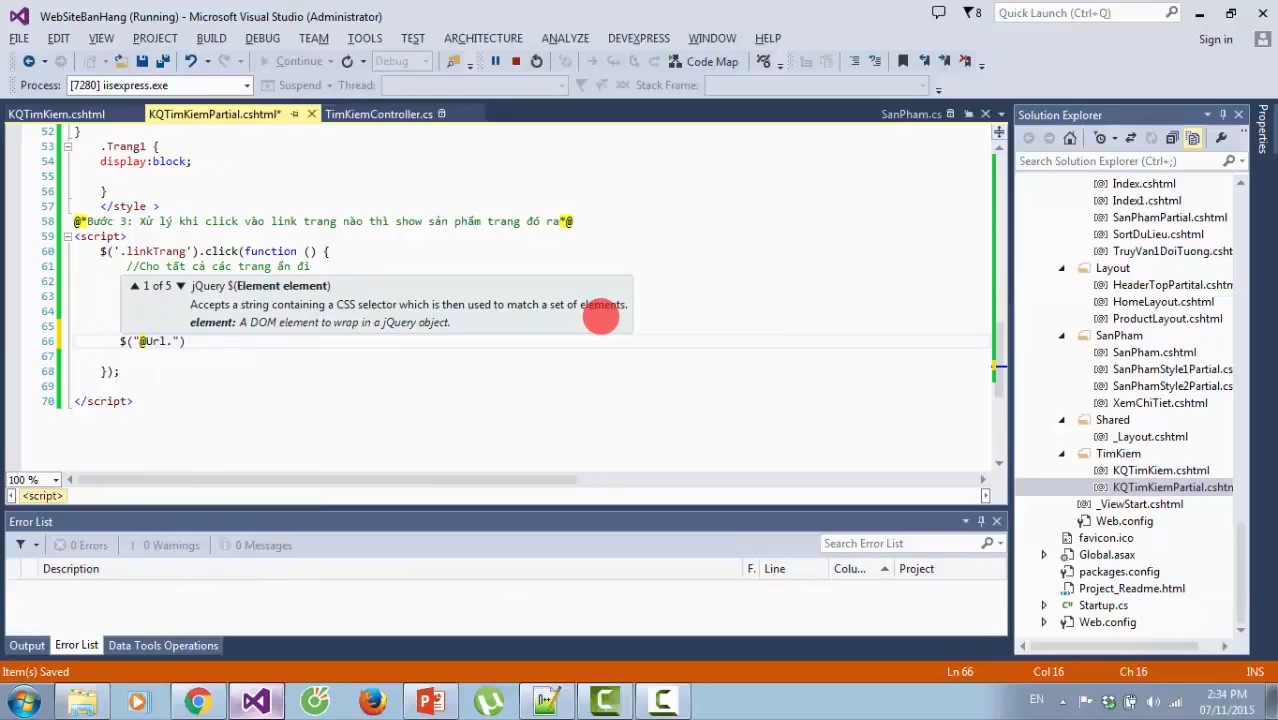 WebSiteBanHang (Running) - Microsoft Visual Studio (Administrator)
8
Quick Launch (Ctrl+Q)
FILE EDIT VIEW PROJECT BUILD DEBUG TEAM TOOLS TEST ARCHITECTURE ANALYZE DEVEXPRESS WINDOW HELP
Sign in
Continue Debug Code Map
Process: [7280] iisexpress.exe Suspend Thread: Stack Frame:
KQTimKiem.cshtml KQTimKiemPartial.cshtml* TimKiemController.cs SanPham.cs
52 }
53 .Trang1 {
54 display:block;
55
56 }
57 </style >
58 @*Bước 3: Xử lý khi click vào link trang nào thì show sản phẩm trang đó ra*@
59 <script>
60 $('.linkTrang').click(function () {
61 //Cho tất cả các trang ẩn đi
62 1 of 5 jQuery $(Element element)
63 Accepts a string containing a CSS selector which is then used to match a set of elements.
64 element: A DOM element to wrap in a jQuery object.
65
66 $("@Url.")
67
68 });
69
70 </script>
100 %
<script>
Error List
0 Errors 0 Warnings 0 Messages
Search Error List
Description F. Line Colu... Project
Output Error List Data Tools Operations
Solution Explorer
Search Solution Explorer (Ctrl+;)
Index.cshtml
Index1.cshtml
SanPhamPartial.cshtml
SortDuLieu.cshtml
TruyVan1DoiTuong.csht
Layout
HeaderTopPartial.cshtm
HomeLayout.cshtml
ProductLayout.cshtml
SanPham
SanPham.cshtml
SanPhamStyle1Partial.cs
SanPhamStyle2Partial.cs
XemChiTiet.cshtml
Shared
_Layout.cshtml
TimKiem
KQTimKiem.cshtml
KQTimKiemPartial.cshtn
_ViewStart.cshtml
Web.config
favicon.ico
Global.asax
packages.config
Project_Readme.html
Startup.cs
Web.config
Properties
Item(s) Saved Ln 66 Col 16 Ch 16 INS
EN
2:34 PM
07/11/2015